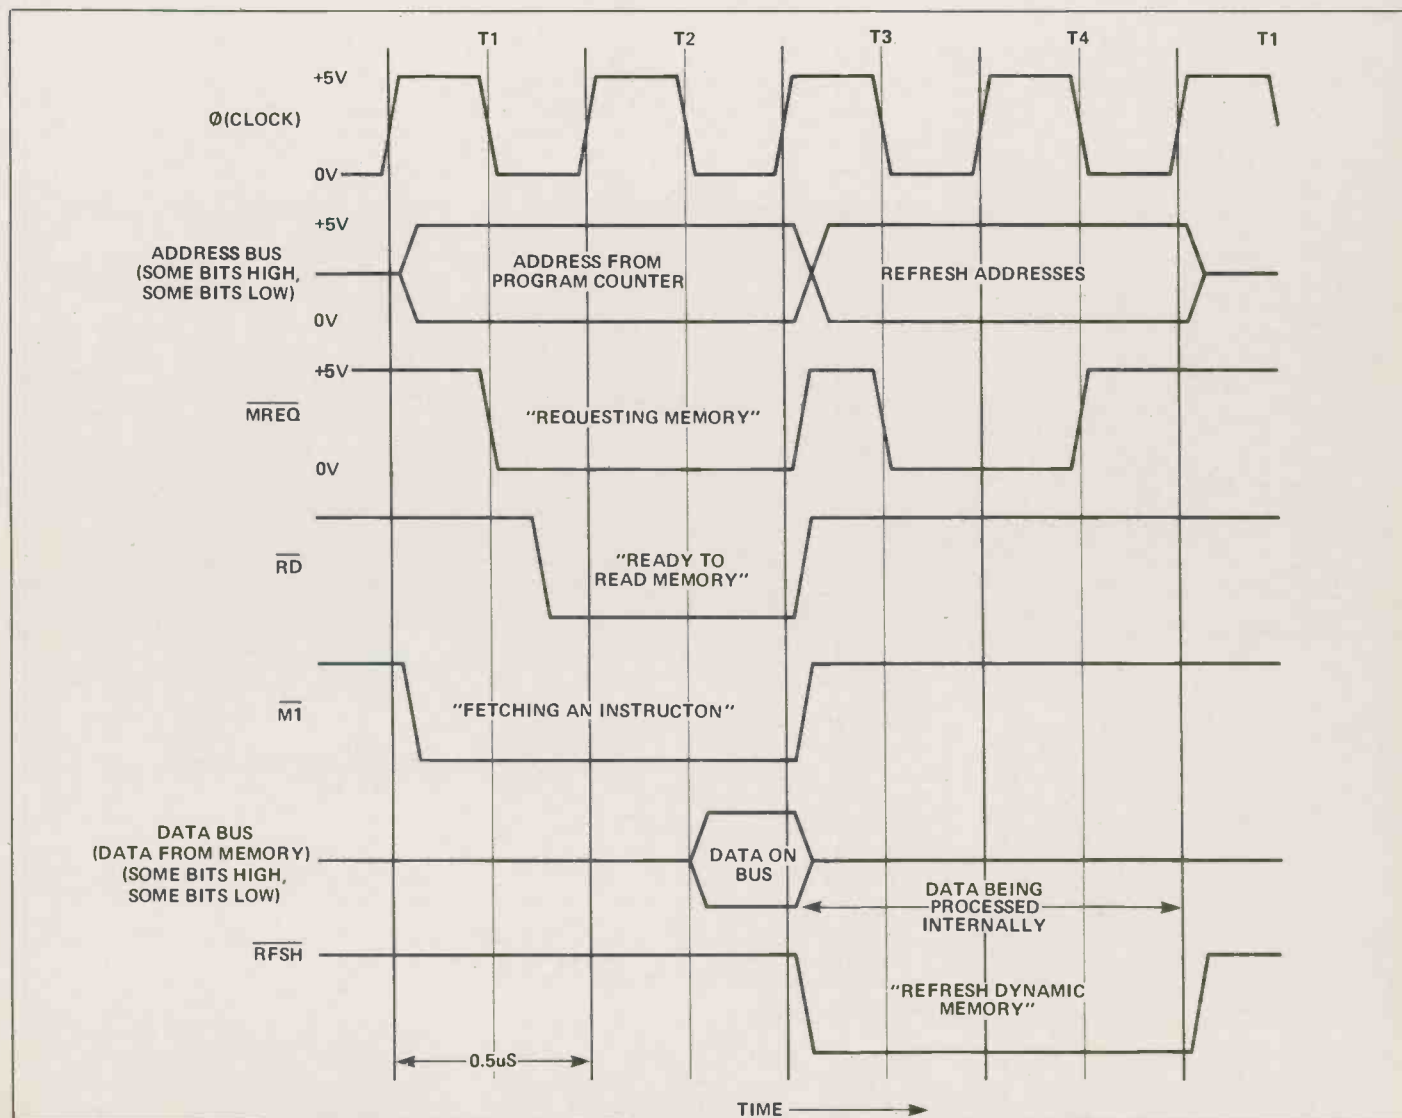 T1 T2 T3 T4 T1
+5V
Ø(CLOCK)
0V
+5V
ADDRESS BUS
(SOME BITS HIGH,
SOME BITS LOW)
ADDRESS FROM
PROGRAM COUNTER
REFRESH ADDRESSES
0V
+5V
MREQ
"REQUESTING MEMORY"
0V
RD
"READY TO
READ MEMORY"
M1
"FETCHING AN INSTRUCTON"
DATA BUS
(DATA FROM MEMORY)
(SOME BITS HIGH,
SOME BITS LOW)
DATA ON
BUS
DATA BEING
PROCESSED
INTERNALLY
RFSH
"REFRESH DYNAMIC
MEMORY"
0.5uS
TIME